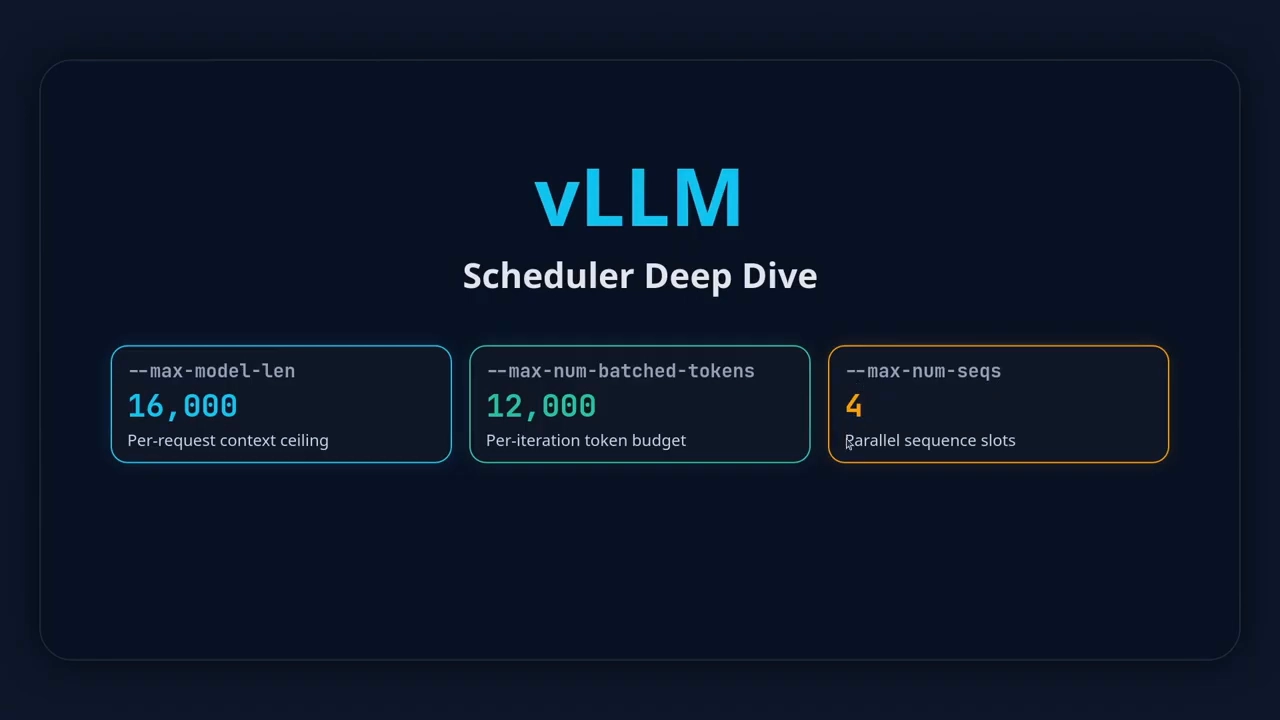 vLLM
Scheduler Deep Dive
--max-model-len
16,000
Per-request context ceiling
--max-num-batched-tokens
12,000
Per-iteration token budget
--max-num-seqs
4
Parallel sequence slots